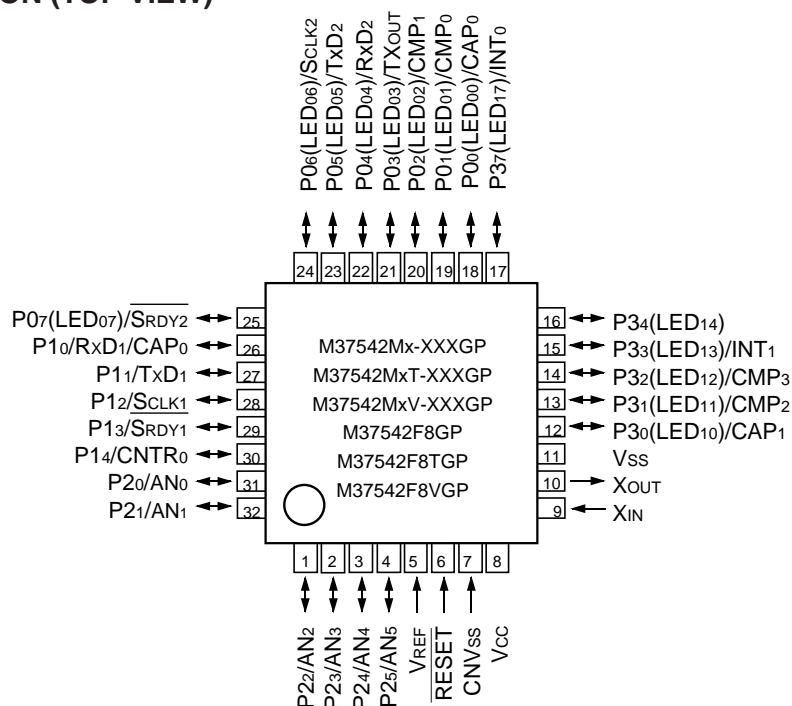 ON (TOP VIEW)
P06(LED06)/SCLK2
P05(LED05)/TxD2
P04(LED04)/RxD2
P03(LED03)/TXOUT
P02(LED02)/CMP1
P01(LED01)/CMP0
P00(LED00)/CAP0
P37(LED17)/INT0
24 23 22 21 20 19 18 17
P07(LED07)/SRDY2 25
P10/RxD1/CAP0 26
P11/TxD1 27
P12/SCLK1 28
P13/SRDY1 29
P14/CNTR0 30
P20/AN0 31
P21/AN1 32
M37542Mx-XXXGP
M37542MxT-XXXGP
M37542MxV-XXXGP
M37542F8GP
M37542F8TGP
M37542F8VGP
16 P34(LED14)
15 P33(LED13)/INT1
14 P32(LED12)/CMP3
13 P31(LED11)/CMP2
12 P30(LED10)/CAP1
11 VSS
10 XOUT
9 XIN
1 2 3 4 5 6 7 8
P22/AN2
P23/AN3
P24/AN4
P25/AN5
VREF
RESET
CNVSS
VCC